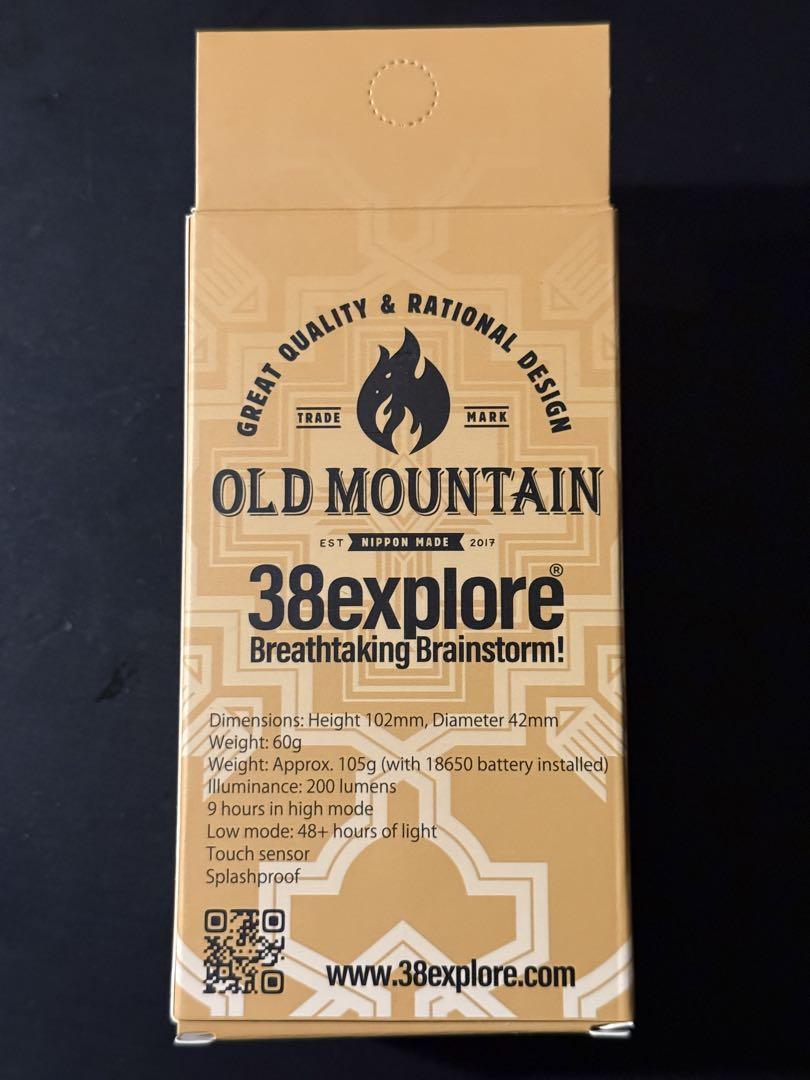 GREAT QUALITY & RATIONAL DESIGN
TRADE MARK
OLD MOUNTAIN
EST NIPPON MADE 2017
38explore®
Breathtaking Brainstorm!
Dimensions: Height 102mm, Diameter 42mm
Weight: 60g
Weight: Approx. 105g (with 18650 battery installed)
Illuminance: 200 lumens
9 hours in high mode
Low mode: 48+ hours of light
Touch sensor
Splashproof
www.38explore.com